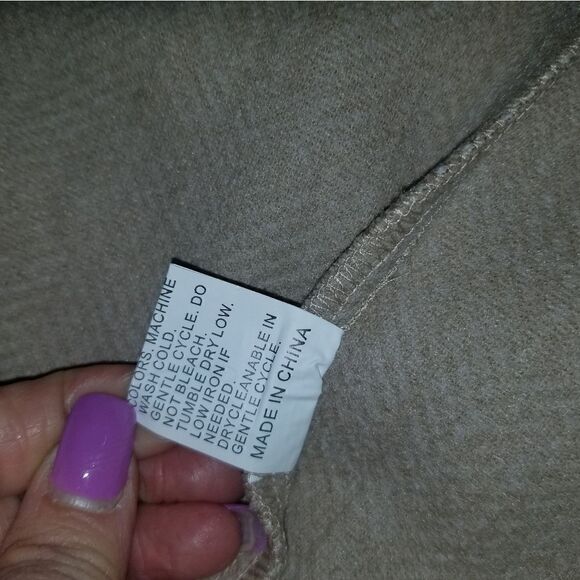 COLORS. MACHINE
WASH COLD.
GENTLE CYCLE. DO
NOT BLEACH.
TUMBLE DRY LOW.
LOW IRON IF
NEEDED.
DRYCLEANABLE IN
GENTLE CYCLE.
MADE IN CHINA